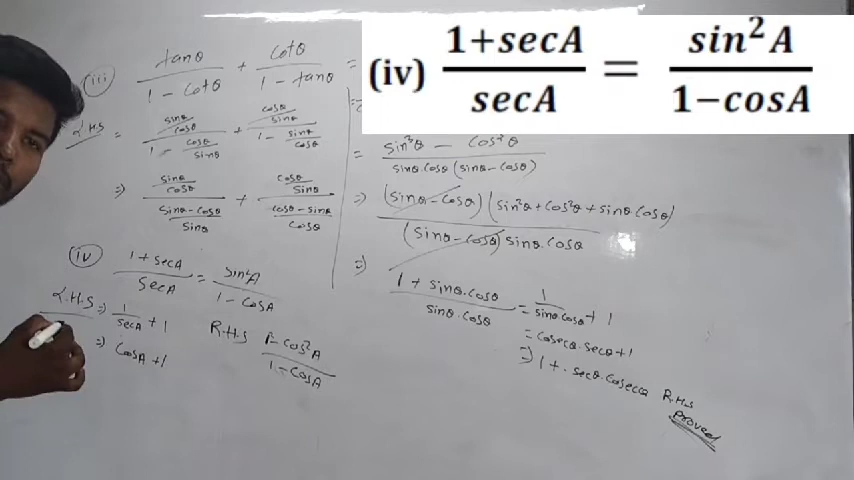 (iii) tanθ / 1 - cotθ + cotθ / 1 - tanθ =
L.H.S = sinθ/cosθ / 1 - cosθ/sinθ + cosθ/sinθ / 1 - sinθ/cosθ
⇒ sinθ/cosθ / sinθ-cosθ/sinθ + cosθ/sinθ / cosθ-sinθ/cosθ
(iv) 1 + secA / secA = sin²A / 1 - cosA
L.H.S ⇒ 1/secA + 1
⇒ cosA + 1
R.H.S 1 - cos²A / 1 - cosA
(iv) 1+secA / secA = sin²A / 1-cosA
= sin³θ - cos³θ / sinθ.cosθ (sinθ - cosθ)
⇒ (sinθ - cosθ) (sin²θ + cos²θ + sinθ.cosθ) / (sinθ - cosθ) sinθ.cosθ
⇒ 1 + sinθ.cosθ / sinθ.cosθ = 1 / sinθ cosθ + 1
= cosecθ.secθ + 1
⇒ 1 + secθ.cosecθ R.H.S
Proved